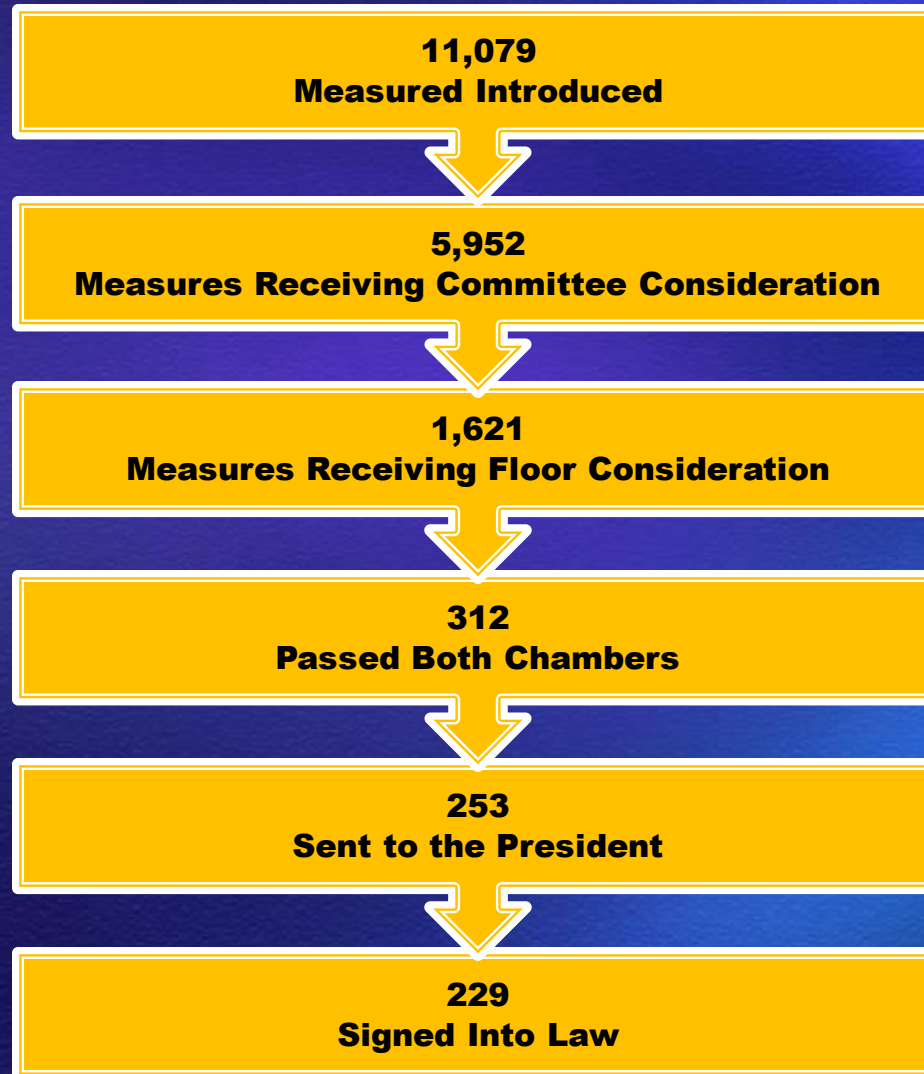 11,079
Measured Introduced
5,952
Measures Receiving Committee Consideration
1,621
Measures Receiving Floor Consideration
312
Passed Both Chambers
253
Sent to the President
229
Signed Into Law